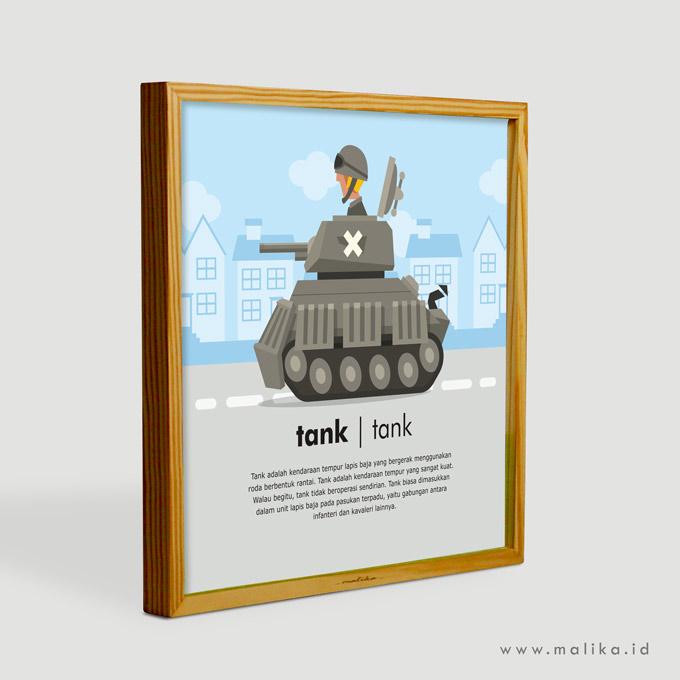 tank | tank
Tank adalah kendaraan tempur lapis baja yang bergerak menggunakan
roda berbentuk rantai. Tank adalah kendaraan tempur yang sangat kuat.
Walau begitu, tank tidak beroperasi sendirian. Tank biasa dimasukkan
dalam unit lapis baja pada pasukan terpadu, yaitu gabungan antara
infanteri dan kavaleri lainnya.
malika
www.malika.id